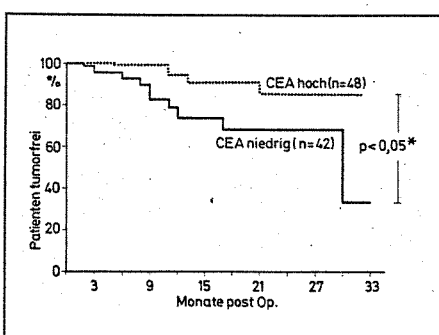 100
%
80
60
40
20
0
Patienten tumorfrei
CEA hoch (n=48)
CEA niedrig (n=42)
p<0,05*
3 9 15 21 27 33
Monate post Op.